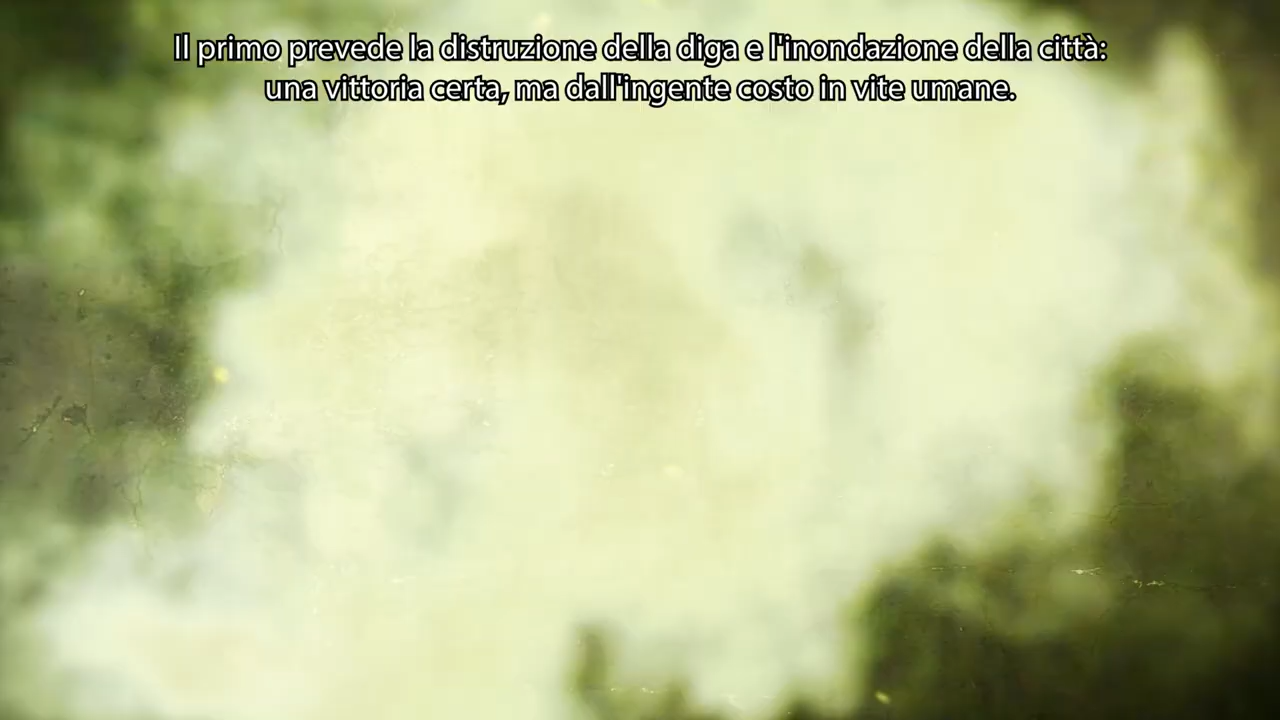 Il primo prevede la distruzione della diga e l'inondazione della città:
una vittoria certa, ma dall'ingente costo in vite umane.